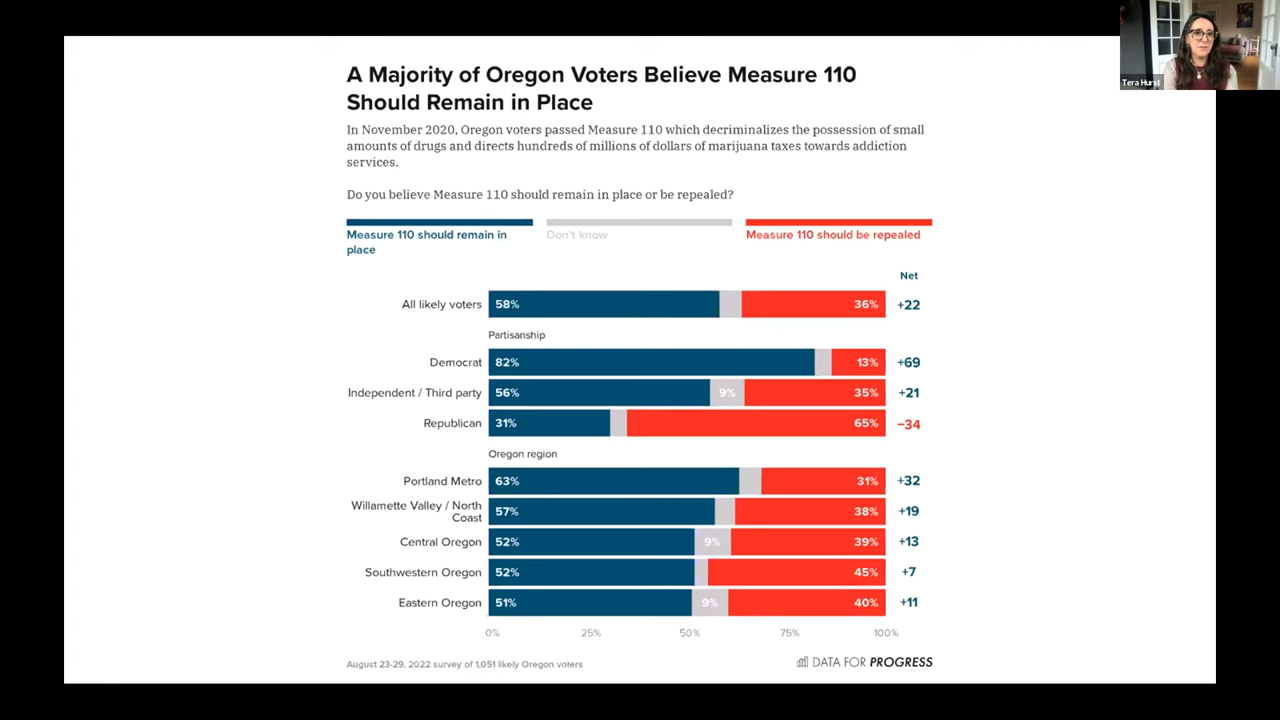 A Majority of Oregon Voters Believe Measure 110
Should Remain in Place
In November 2020, Oregon voters passed Measure 110 which decriminalizes the possession of small
amounts of drugs and directs hundreds of millions of dollars of marijuana taxes towards addiction
services.
Do you believe Measure 110 should remain in place or be repealed?
Measure 110 should remain in
place
Don't know
Measure 110 should be repealed
Net
All likely voters 58% 36% +22
Partisanship
Democrat 82% 13% +69
Independent / Third party 56% 9% 35% +21
Republican 31% 65% −34
Oregon region
Portland Metro 63% 31% +32
Willamette Valley / North
Coast 57% 38% +19
Central Oregon 52% 9% 39% +13
Southwestern Oregon 52% 45% +7
Eastern Oregon 51% 9% 40% +11
0% 25% 50% 75% 100%
August 23-29, 2022 survey of 1,051 likely Oregon voters
DATA FOR PROGRESS
Tera Hurst